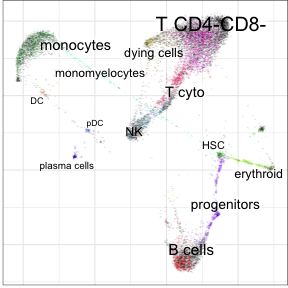 T CD4-CD8-
monocytes
dying cells
monomyelocytes
T cyto
DC
pDC
NK
HSC
plasma cells
erythroid
progenitors
B cells